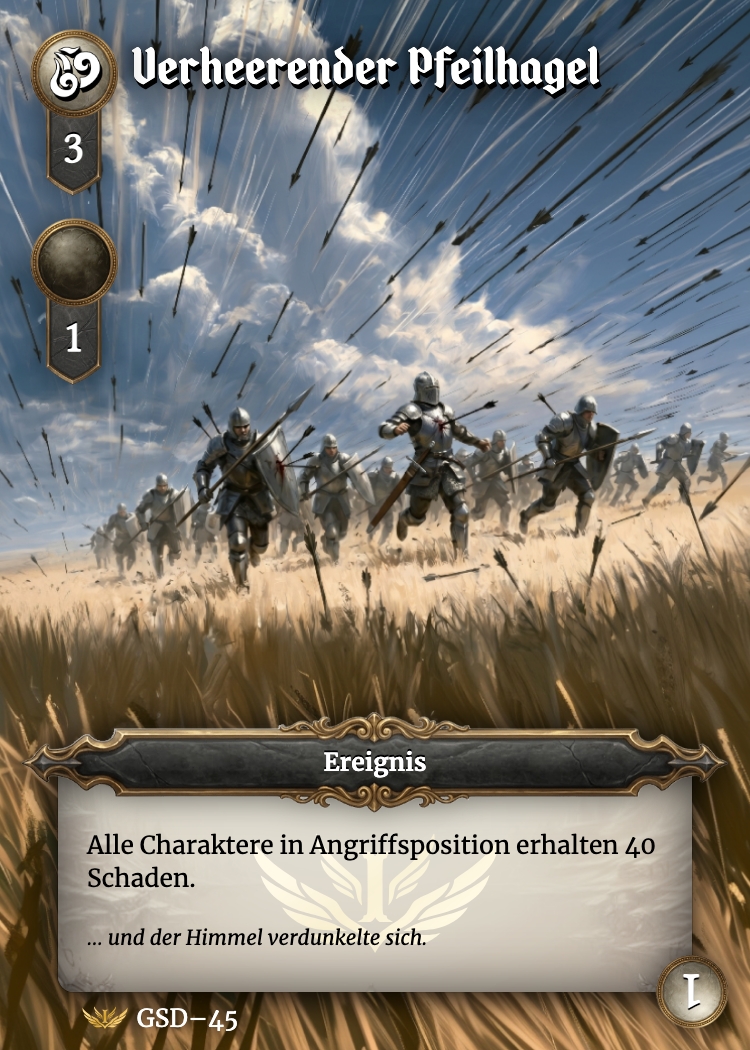 Verheerender Pfeilhagel
3
1
Ereignis
Alle Charaktere in Angriffsposition erhalten 40
Schaden.
... und der Himmel verdunkelte sich.
GSD–45
1